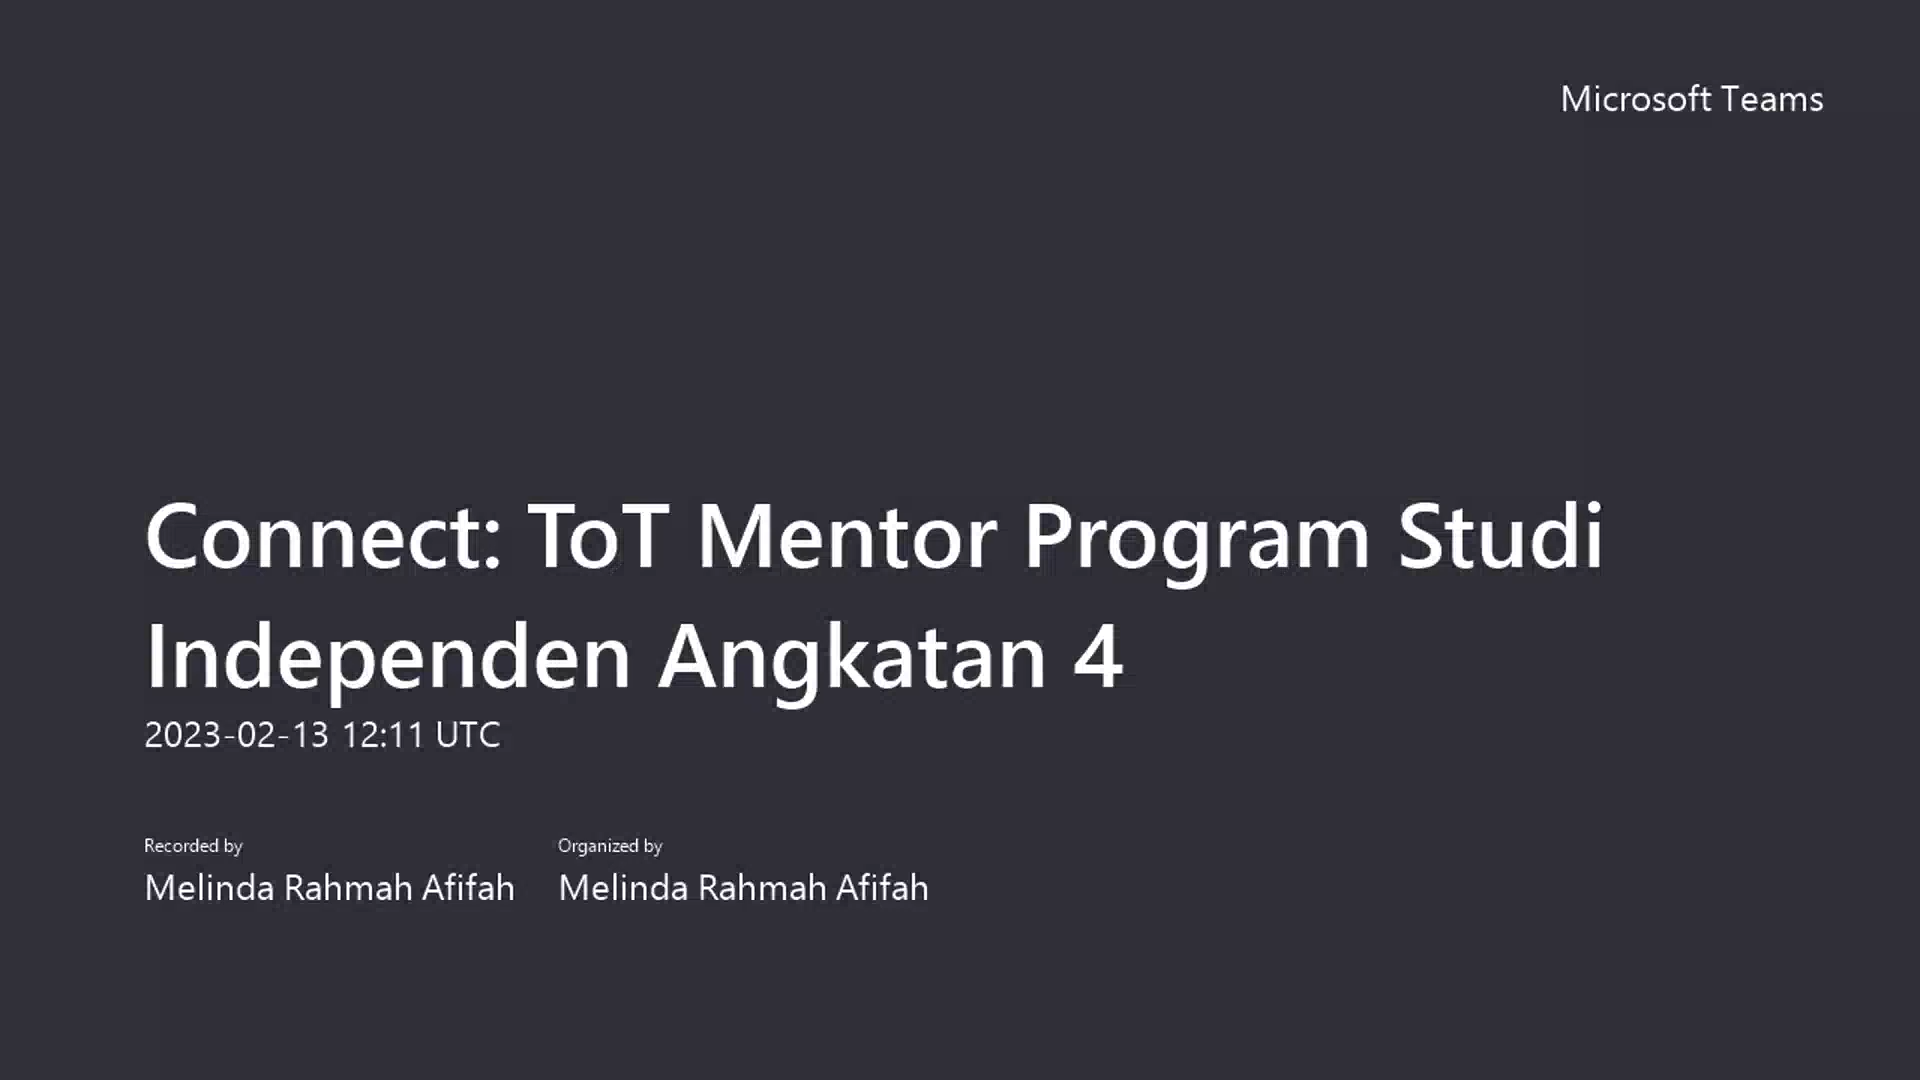 Microsoft Teams
Connect: ToT Mentor Program Studi
Independen Angkatan 4
2023-02-13 12:11 UTC
Recorded by
Melinda Rahmah Afifah
Organized by
Melinda Rahmah Afifah